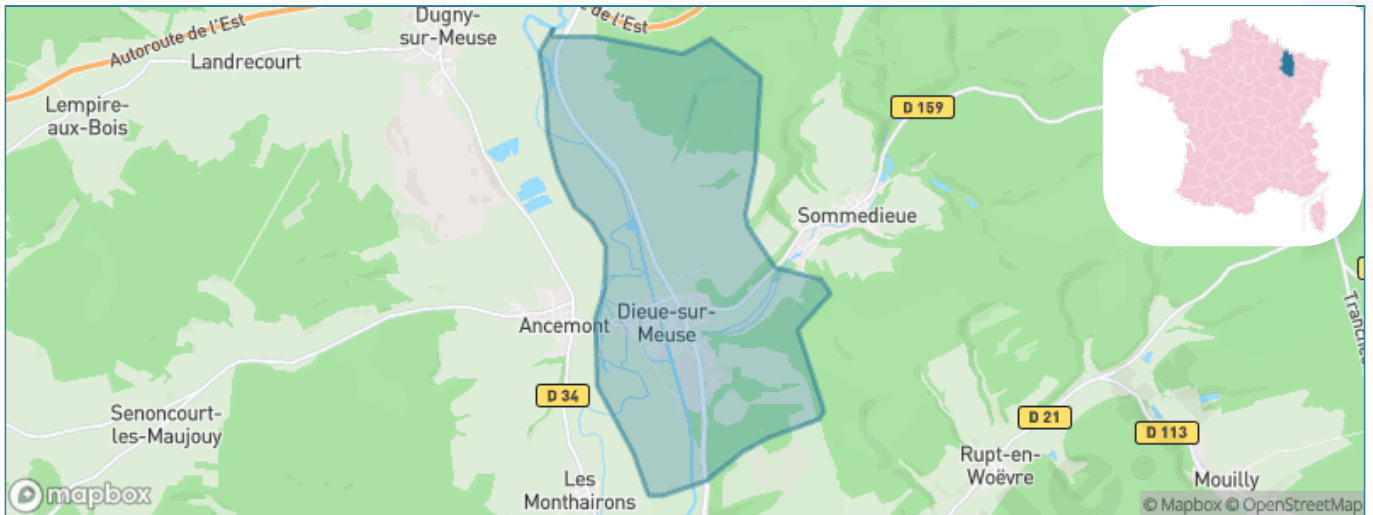 Dugny-
sur-Meuse
de l'Est
Autoroute de l'Est
Landrecourt
Lempire-
aux-Bois
D 159
Sommedieue
Dieue-sur-
Meuse
Ancemont
D 34
Senoncourt-
les-Maujouy
D 21
D 113
Rupt-en-
Woëvre
Mouilly
Les
Monthairons
mapbox
© Mapbox © OpenStreetMap